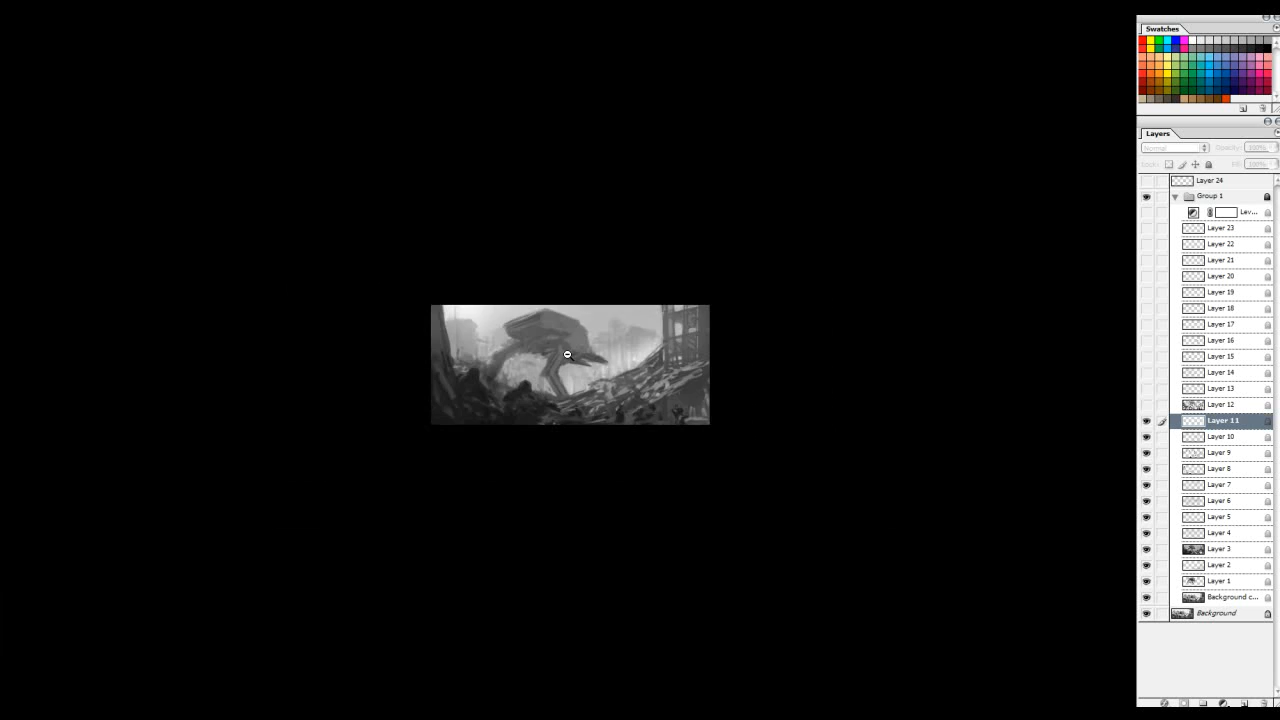 Swatches
Layers
Normal
Opacity: 100%
Lock:
Fill: 100%
Layer 24
Group 1
Lev...
Layer 23
Layer 22
Layer 21
Layer 20
Layer 19
Layer 18
Layer 17
Layer 16
Layer 15
Layer 14
Layer 13
Layer 12
Layer 11
Layer 10
Layer 9
Layer 8
Layer 7
Layer 6
Layer 5
Layer 4
Layer 3
Layer 2
Layer 1
Background c...
Background